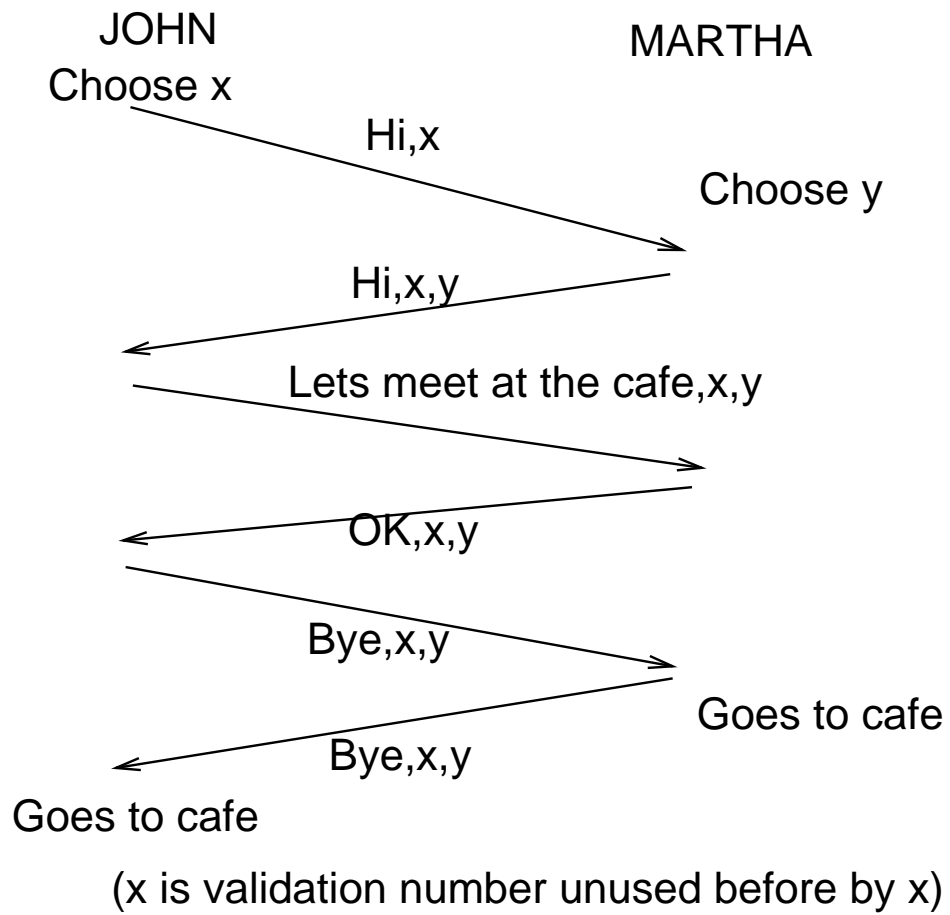 JOHN
MARTHA
Choose x
Hi,x
Choose y
Hi,x,y
Lets meet at the cafe,x,y
OK,x,y
Bye,x,y
Goes to cafe
Bye,x,y
Goes to cafe
(x is validation number unused before by x)